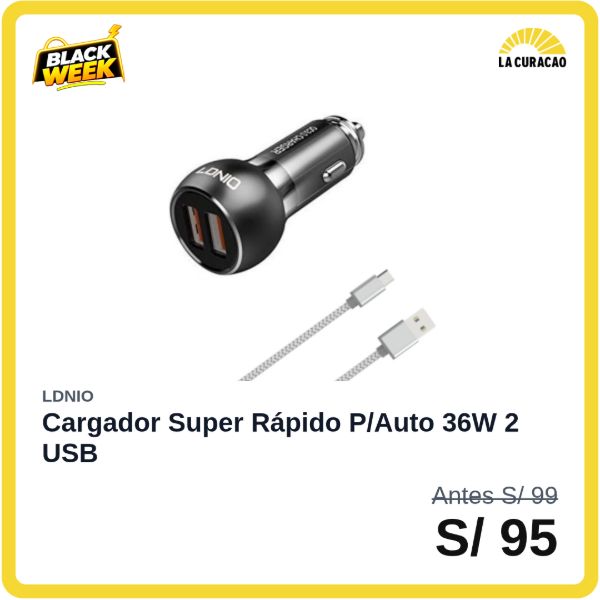 BLACK
WEEK
LA CURACAO
LDNIO
LDNIO
Cargador Super Rápido P/Auto 36W 2
USB
Antes S/ 99
S/ 95